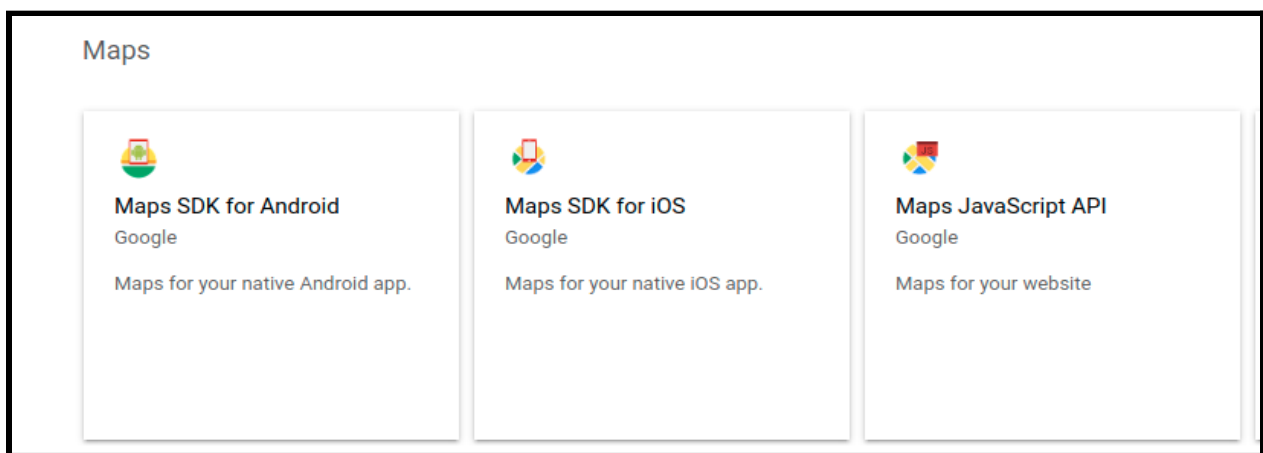 Maps
Maps SDK for Android
Google
Maps for your native Android app.
Maps SDK for iOS
Google
Maps for your native iOS app.
JS
Maps JavaScript API
Google
Maps for your website